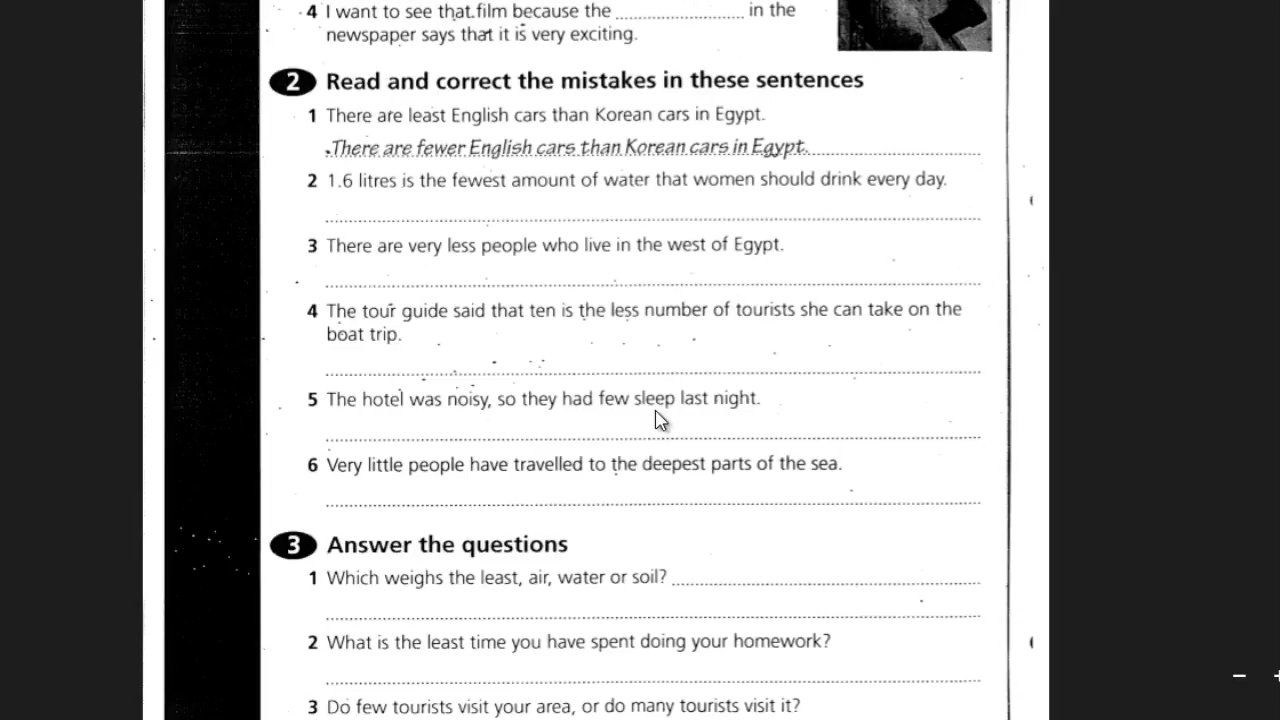 4 I want to see that film because the ........................ in the
newspaper says that it is very exciting.
2 Read and correct the mistakes in these sentences
1 There are least English cars than Korean cars in Egypt.
There are fewer English cars than Korean cars in Egypt.
2 1.6 litres is the fewest amount of water that women should drink every day.
3 There are very less people who live in the west of Egypt.
4 The tour guide said that ten is the less number of tourists she can take on the
boat trip.
5 The hotel was noisy, so they had few sleep last night.
6 Very little people have travelled to the deepest parts of the sea.
3 Answer the questions
1 Which weighs the least, air, water or soil?
2 What is the least time you have spent doing your homework?
3 Do few tourists visit your area, or do many tourists visit it?